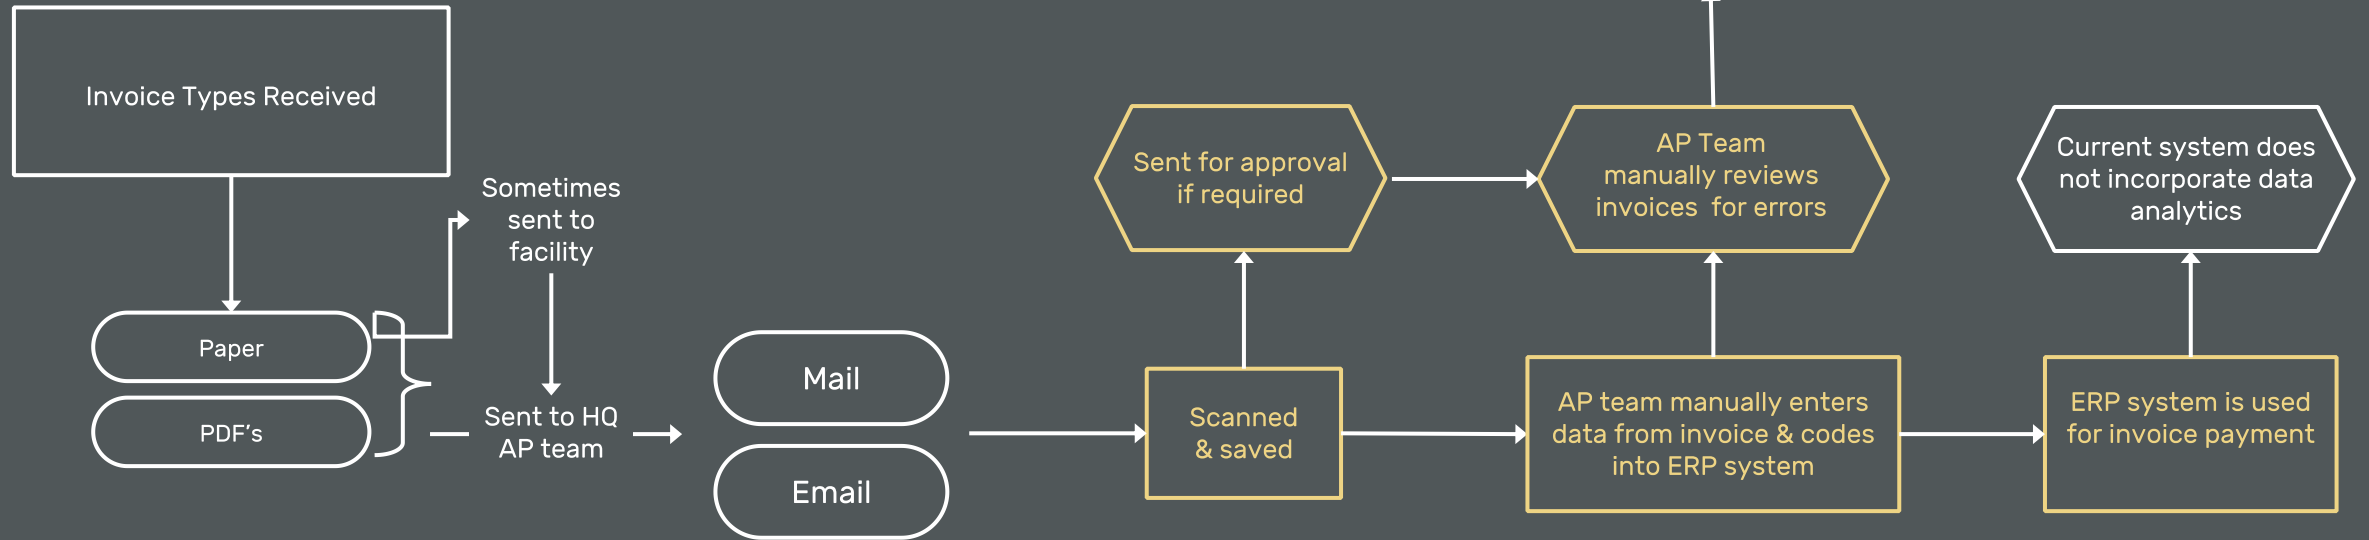 Invoice Types Received
Paper
PDF's
Sometimes
sent to
facility
Sent to HQ
AP team
Mail
Email
Scanned
& saved
Sent for approval
if required
AP Team
manually reviews
invoices for errors
AP team manually enters
data from invoice & codes
into ERP system
ERP system is used
for invoice payment
Current system does
not incorporate data
analytics